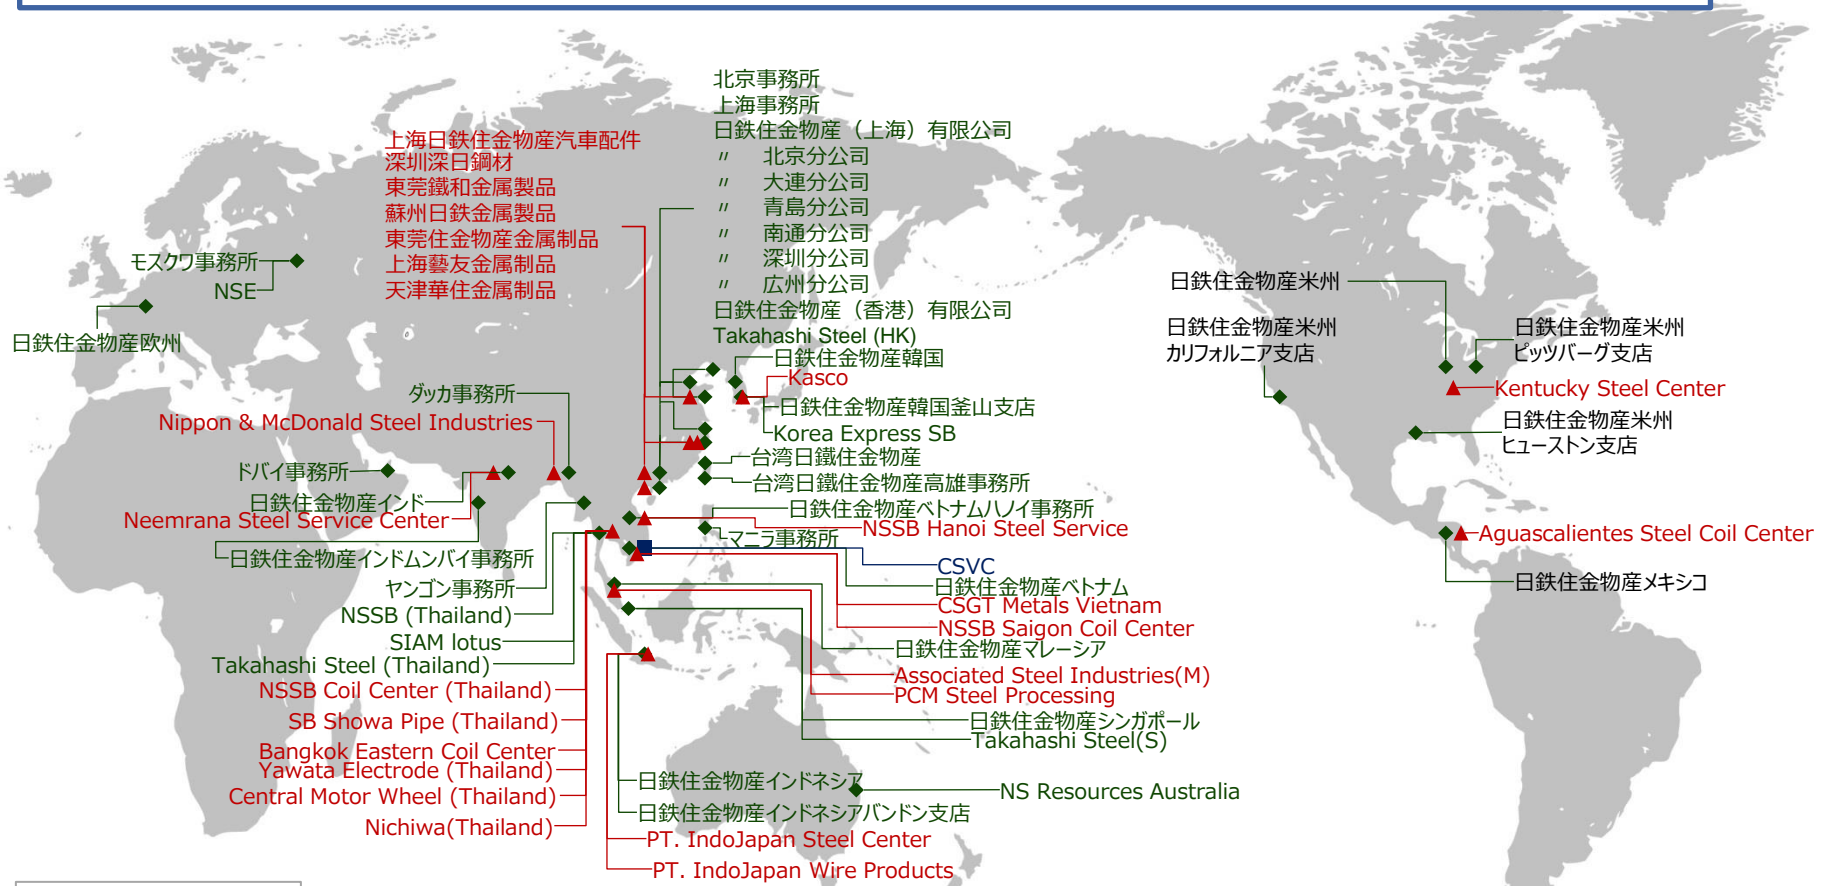 北京事務所
上海事務所
日鉄住金物産（上海）有限公司
〃 北京分公司
〃 大連分公司
〃 青島分公司
〃 南通分公司
〃 深圳分公司
〃 広州分公司
日鉄住金物産（香港）有限公司
Takahashi Steel (HK)
上海日鉄住金物産汽車配件
深圳深日鋼材
東莞鐵和金属製品
蘇州日鉄金属製品
東莞住金物産金属制品
上海藝友金属制品
天津華住金属制品
モスクワ事務所
NSE
日鉄住金物産欧州
日鉄住金物産韓国
Kasco
日鉄住金物産韓国釜山支店
Korea Express SB
台湾日鐵住金物産
台湾日鐵住金物産高雄事務所
日鉄住金物産ベトナムハノイ事務所
NSSB Hanoi Steel Service
マニラ事務所
CSVC
日鉄住金物産ベトナム
CSGT Metals Vietnam
NSSB Saigon Coil Center
日鉄住金物産マレーシア
Associated Steel Industries(M)
PCM Steel Processing
日鉄住金物産シンガポール
Takahashi Steel(S)
ダッカ事務所
Nippon & McDonald Steel Industries
ドバイ事務所
日鉄住金物産インド
Neemrana Steel Service Center
日鉄住金物産インドムンバイ事務所
ヤンゴン事務所
NSSB (Thailand)
SIAM lotus
Takahashi Steel (Thailand)
NSSB Coil Center (Thailand)
SB Showa Pipe (Thailand)
Bangkok Eastern Coil Center
Yawata Electrode (Thailand)
Central Motor Wheel (Thailand)
Nichiwa(Thailand)
日鉄住金物産インドネシア
日鉄住金物産インドネシアバンドン支店
PT. IndoJapan Steel Center
PT. IndoJapan Wire Products
NS Resources Australia
日鉄住金物産米州
日鉄住金物産米州
カリフォルニア支店
日鉄住金物産米州
ピッツバーグ支店
Kentucky Steel Center
日鉄住金物産米州
ヒューストン支店
Aguascalientes Steel Coil Center
日鉄住金物産メキシコ